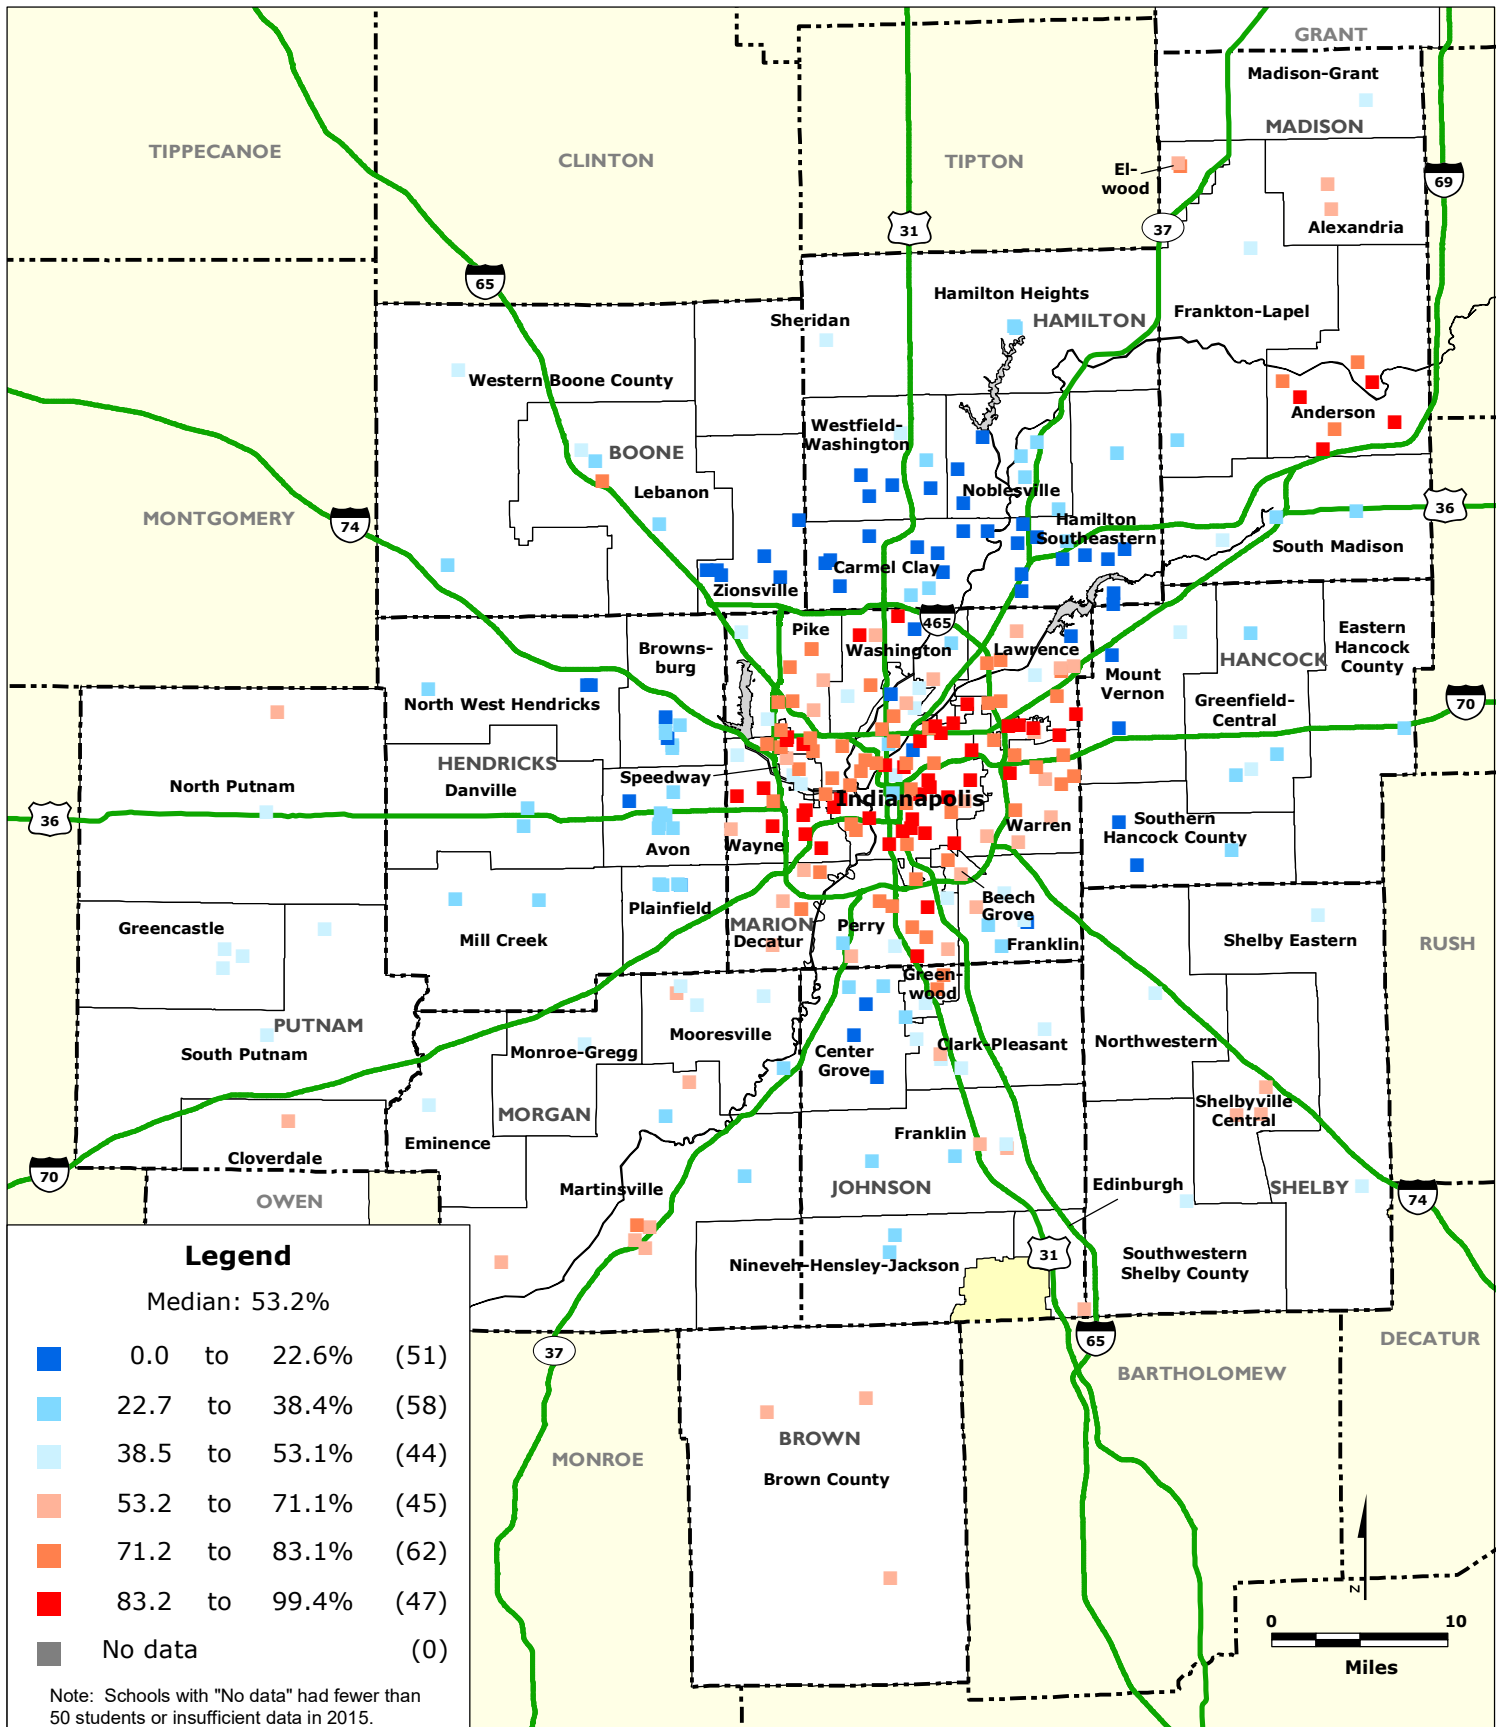 GRANT
Madison-Grant
MADISON
TIPPECANOE
CLINTON
TIPTON
El-
wood
69
31
37
Alexandria
65
Hamilton Heights
Sheridan
HAMILTON
Frankton-Lapel
Western Boone County
Anderson
Westfield-
Washington
BOONE
Lebanon
Noblesville
MONTGOMERY
74
36
Hamilton
Southeastern
South Madison
Carmel Clay
Zionsville
465
Pike
Washington
Lawrence
Browns-
burg
Eastern
Hancock
County
HANCOCK
Mount
Vernon
North West Hendricks
Greenfield-
Central
70
HENDRICKS
Speedway
Danville
North Putnam
Indianapolis
36
Warren
Southern
Hancock County
Wayne
Avon
Beech
Grove
Plainfield
MARION
Perry
Decatur
Greencastle
Mill Creek
Franklin
Shelby Eastern
RUSH
Green-
wood
PUTNAM
South Putnam
Mooresville
Monroe-Gregg
Center
Grove
Clark-Pleasant
Northwestern
MORGAN
Shelbyville
Central
Eminence
Franklin
Cloverdale
70
OWEN
Martinsville
JOHNSON
Edinburgh
SHELBY
74
31
Nineveh-Hensley-Jackson
Southwestern
Shelby County
65
37
DECATUR
BARTHOLOMEW
BROWN
MONROE
Brown County
Legend
Median: 53.2%
0.0 to 22.6% (51)
22.7 to 38.4% (58)
38.5 to 53.1% (44)
53.2 to 71.1% (45)
71.2 to 83.1% (62)
83.2 to 99.4% (47)
No data (0)
Note: Schools with "No data" had fewer than
50 students or insufficient data in 2015.
N
0 10
Miles